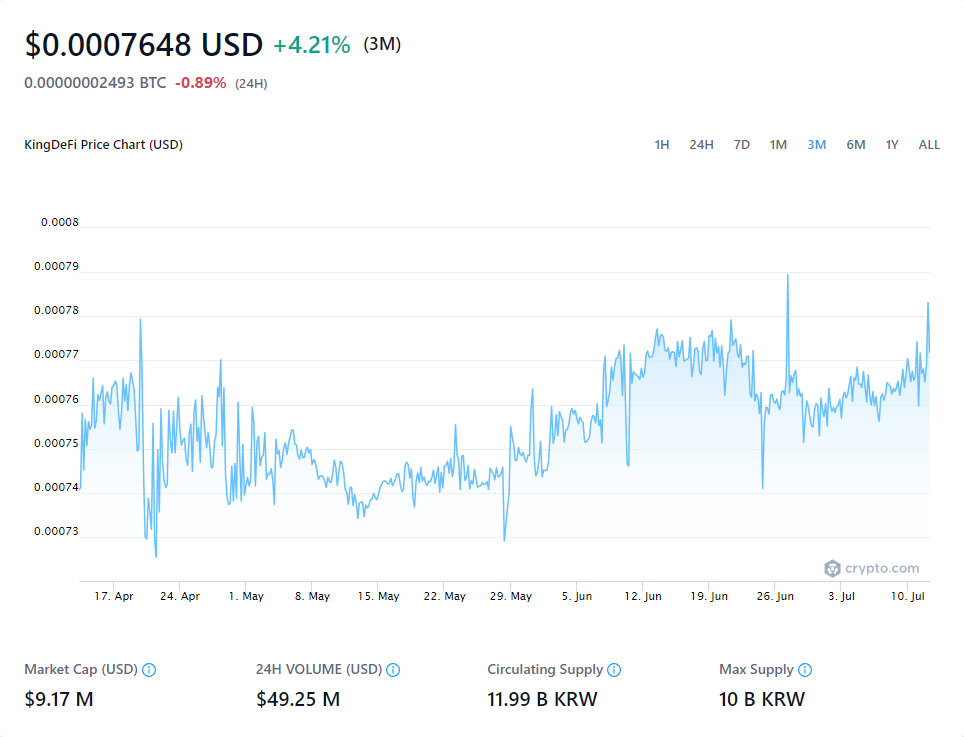 $0.0007648 USD +4.21% (3M)
0.00000002493 BTC -0.89% (24H)
KingDeFi Price Chart (USD) 1H 24H 7D 1M 3M 6M 1Y ALL
0.0008
0.00079
0.00078
0.00077
0.00076
0.00075
0.00074
0.00073
crypto.com
17. Apr 24. Apr 1. May 8. May 15. May 22. May 29. May 5. Jun 12. Jun 19. Jun 26. Jun 3. Jul 10. Jul
Market Cap (USD) 24H VOLUME (USD) Circulating Supply Max Supply
$9.17 M $49.25 M 11.99 B KRW 10 B KRW